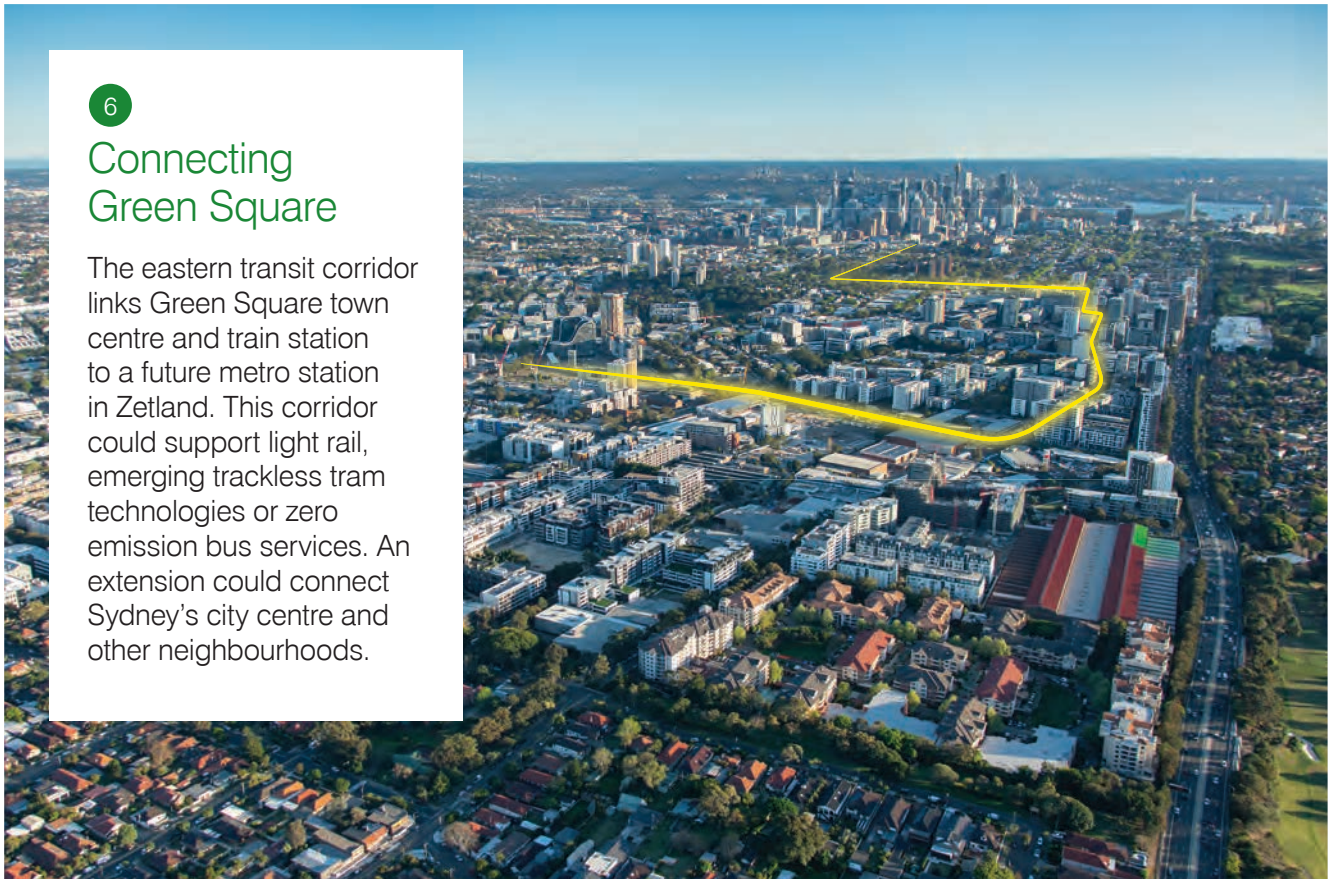 6
Connecting
Green Square
The eastern transit corridor
links Green Square town
centre and train station
to a future metro station
in Zetland. This corridor
could support light rail,
emerging trackless tram
technologies or zero
emission bus services. An
extension could connect
Sydney’s city centre and
other neighbourhoods.